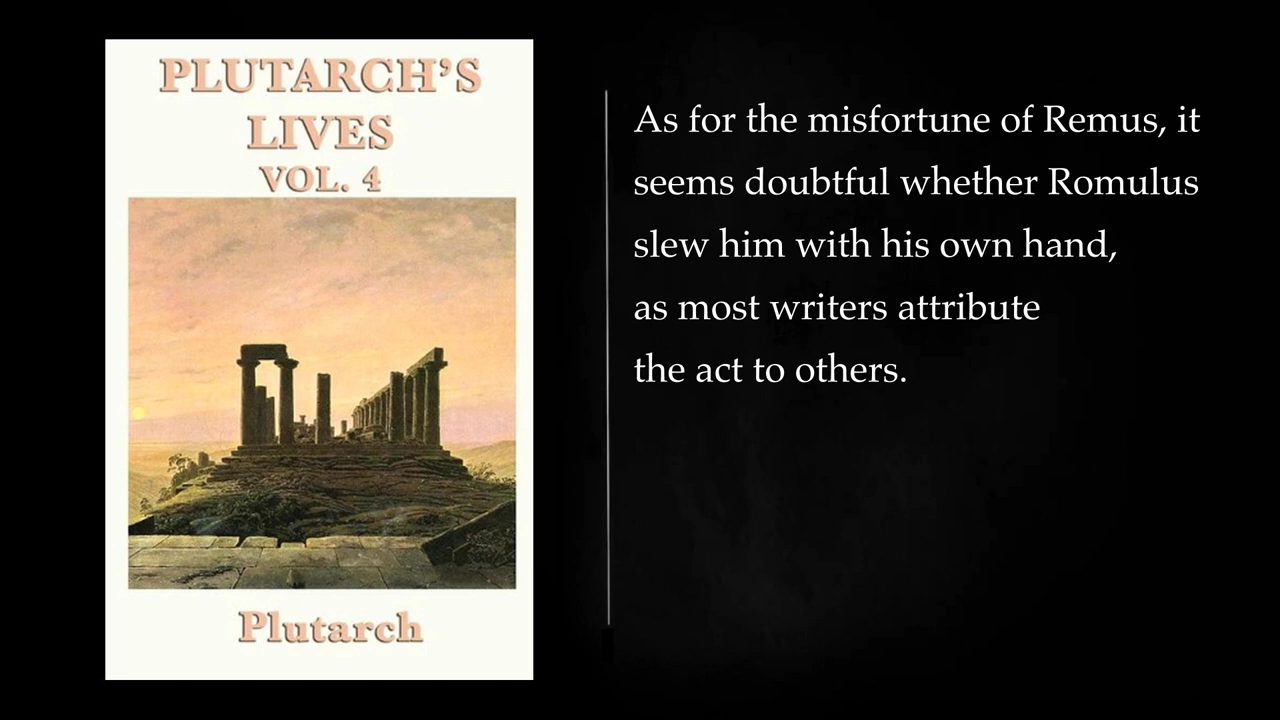 PLUTARCH'S
LIVES
VOL. 4
Plutarch
As for the misfortune of Remus, it
seems doubtful whether Romulus
slew him with his own hand,
as most writers attribute
the act to others.